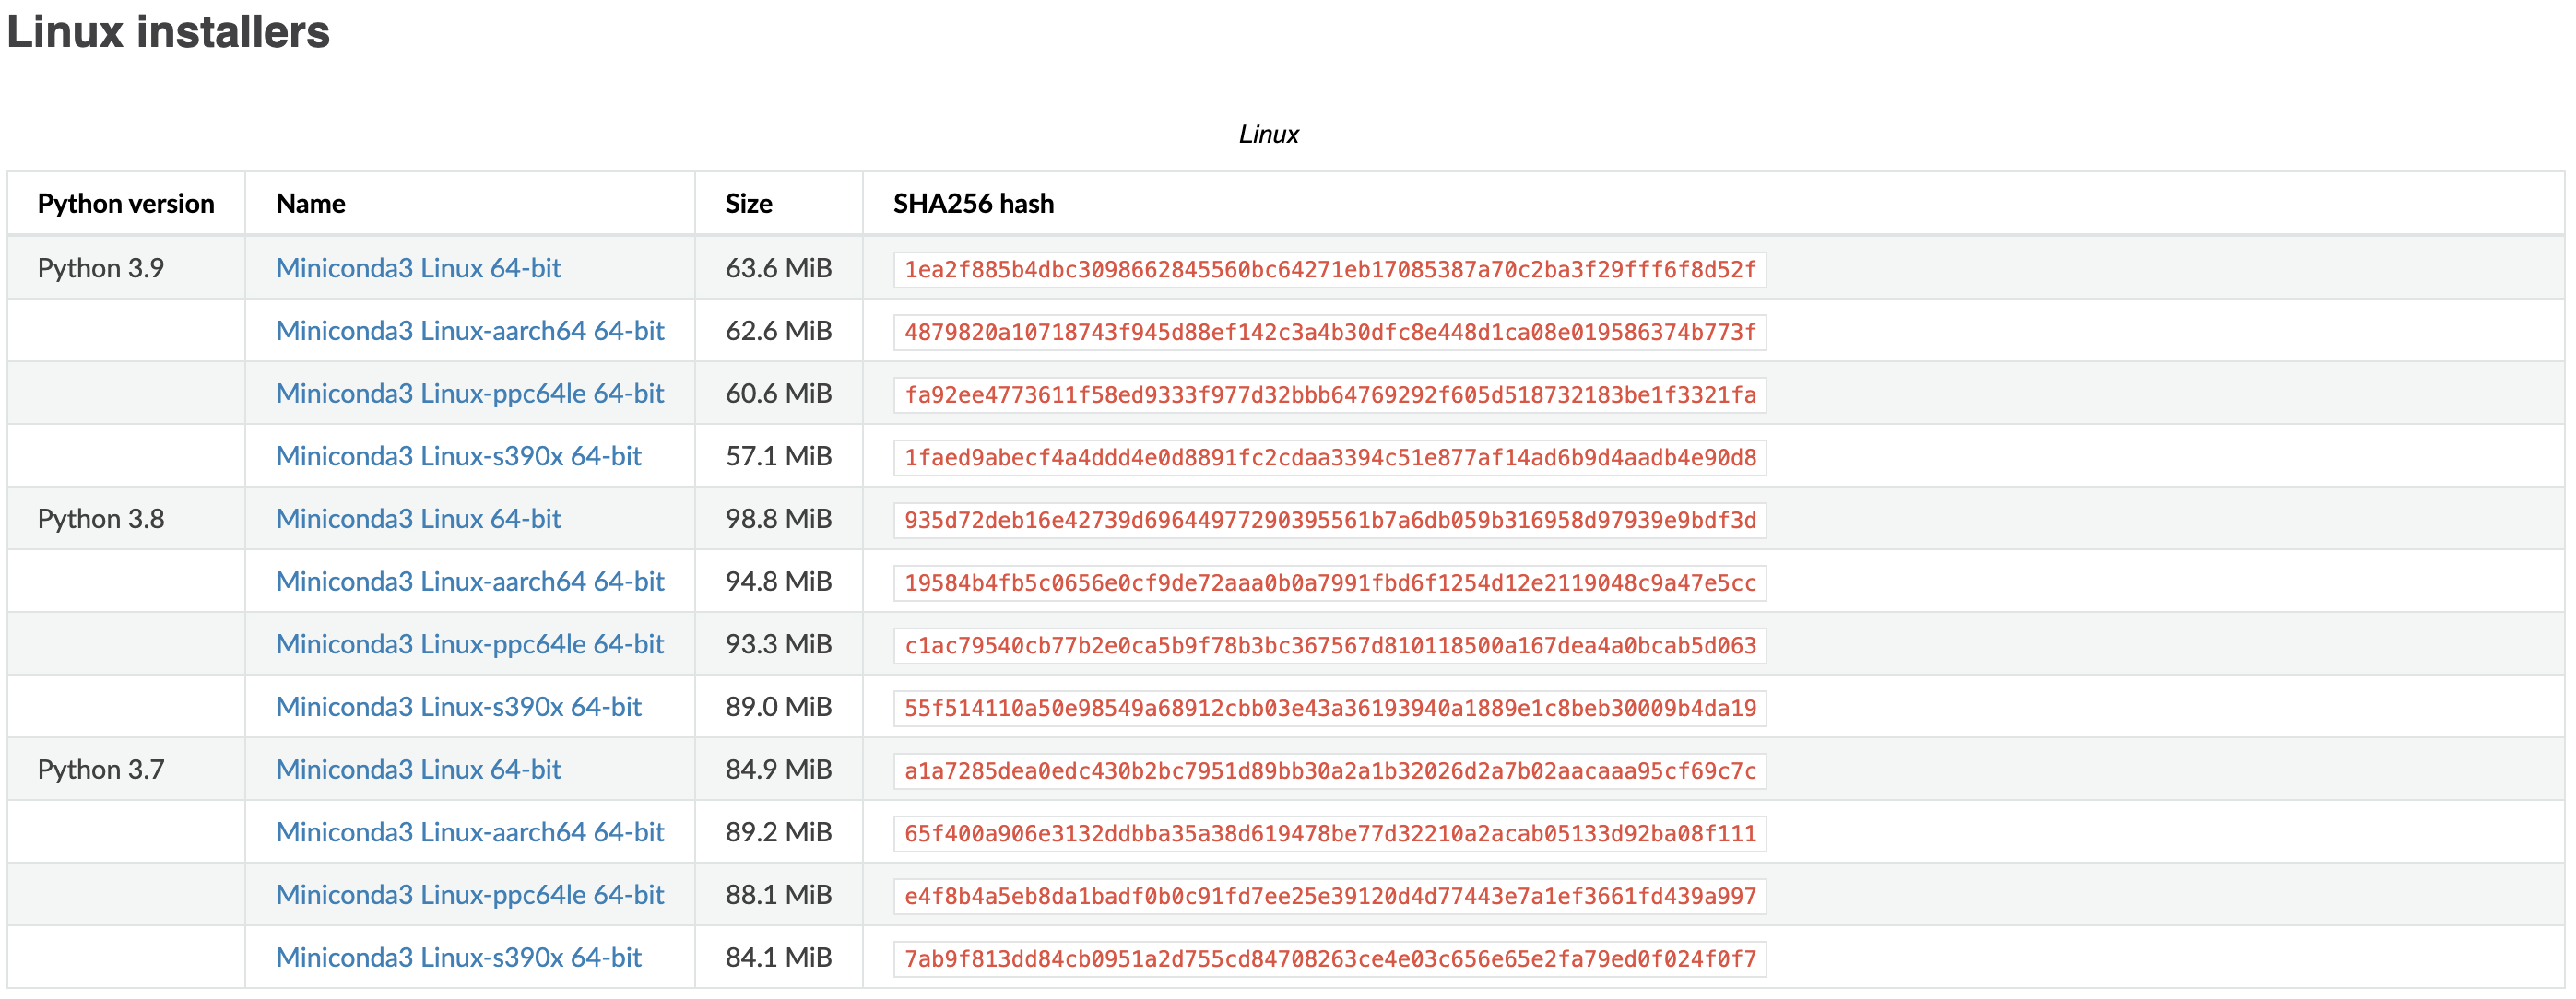 Linux installers
Linux
Python version Name Size SHA256 hash
Python 3.9 Miniconda3 Linux 64-bit 63.6 MiB 1ea2f885b4dbc3098662845560bc64271eb17085387a70c2ba3f29fff6f8d52f
Miniconda3 Linux-aarch64 64-bit 62.6 MiB 4879820a10718743f945d88ef142c3a4b30dfc8e448d1ca08e019586374b773f
Miniconda3 Linux-ppc64le 64-bit 60.6 MiB fa92ee4773611f58ed9333f977d32bbb64769292f605d518732183be1f3321fa
Miniconda3 Linux-s390x 64-bit 57.1 MiB 1faed9abecf4a4ddd4e0d8891fc2cdaa3394c51e877af14ad6b9d4aadb4e90d8
Python 3.8 Miniconda3 Linux 64-bit 98.8 MiB 935d72deb16e42739d69644977290395561b7a6db059b316958d97939e9bdf3d
Miniconda3 Linux-aarch64 64-bit 94.8 MiB 19584b4fb5c0656e0cf9de72aaa0b0a7991fbd6f1254d12e2119048c9a47e5cc
Miniconda3 Linux-ppc64le 64-bit 93.3 MiB c1ac79540cb77b2e0ca5b9f78b3bc367567d810118500a167dea4a0bcab5d063
Miniconda3 Linux-s390x 64-bit 89.0 MiB 55f514110a50e98549a68912cbb03e43a36193940a1889e1c8beb30009b4da19
Python 3.7 Miniconda3 Linux 64-bit 84.9 MiB a1a7285dea0edc430b2bc7951d89bb30a2a1b32026d2a7b02aacaaa95cf69c7c
Miniconda3 Linux-aarch64 64-bit 89.2 MiB 65f400a906e3132ddbba35a38d619478be77d32210a2acab05133d92ba08f111
Miniconda3 Linux-ppc64le 64-bit 88.1 MiB e4f8b4a5eb8da1badf0b0c91fd7ee25e39120d4d77443e7a1ef3661fd439a997
Miniconda3 Linux-s390x 64-bit 84.1 MiB 7ab9f813dd84cb0951a2d755cd84708263ce4e03c656e65e2fa79ed0f024f0f7